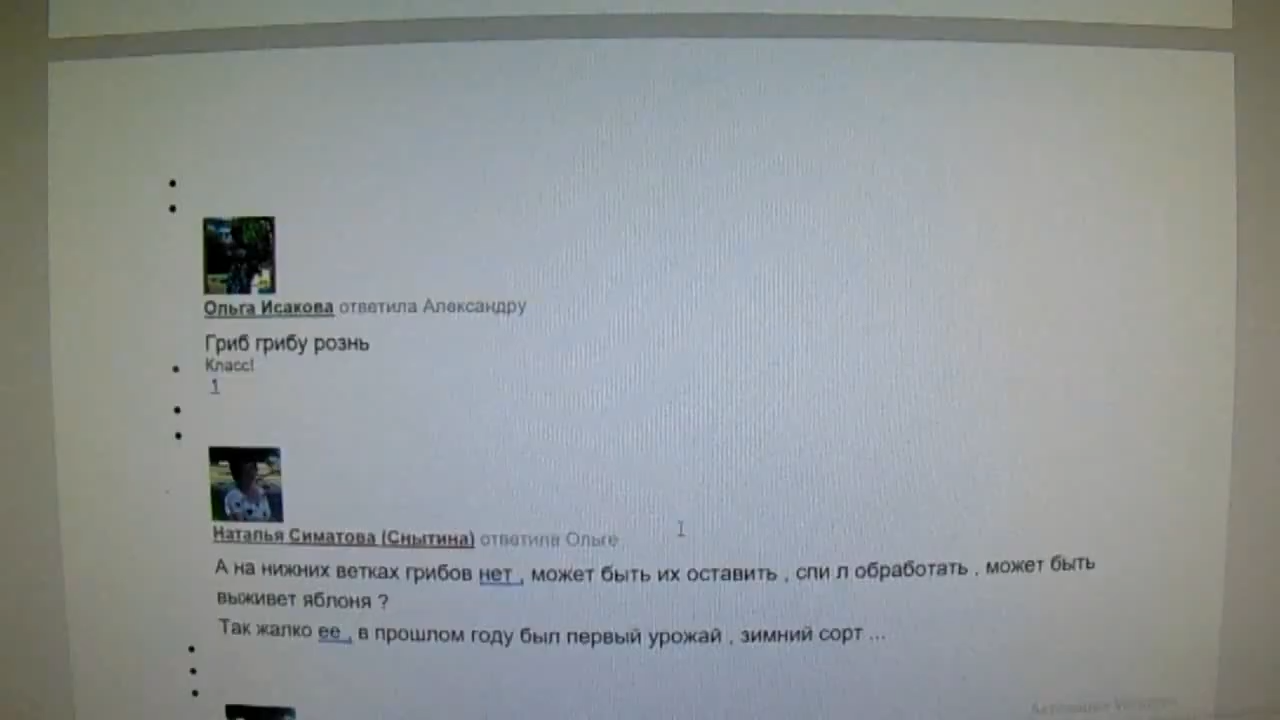 Ольга Исакова ответила Александру
Гриб грибу рознь
Класс!
1
Наталья Симатова (Снытина) ответила Ольге
А на нижних ветках грибов нет , может быть их оставить , спи л обработать , может быть
выживет яблоня ?
Так жалко ее , в прошлом году был первый урожай , зимний сорт ...